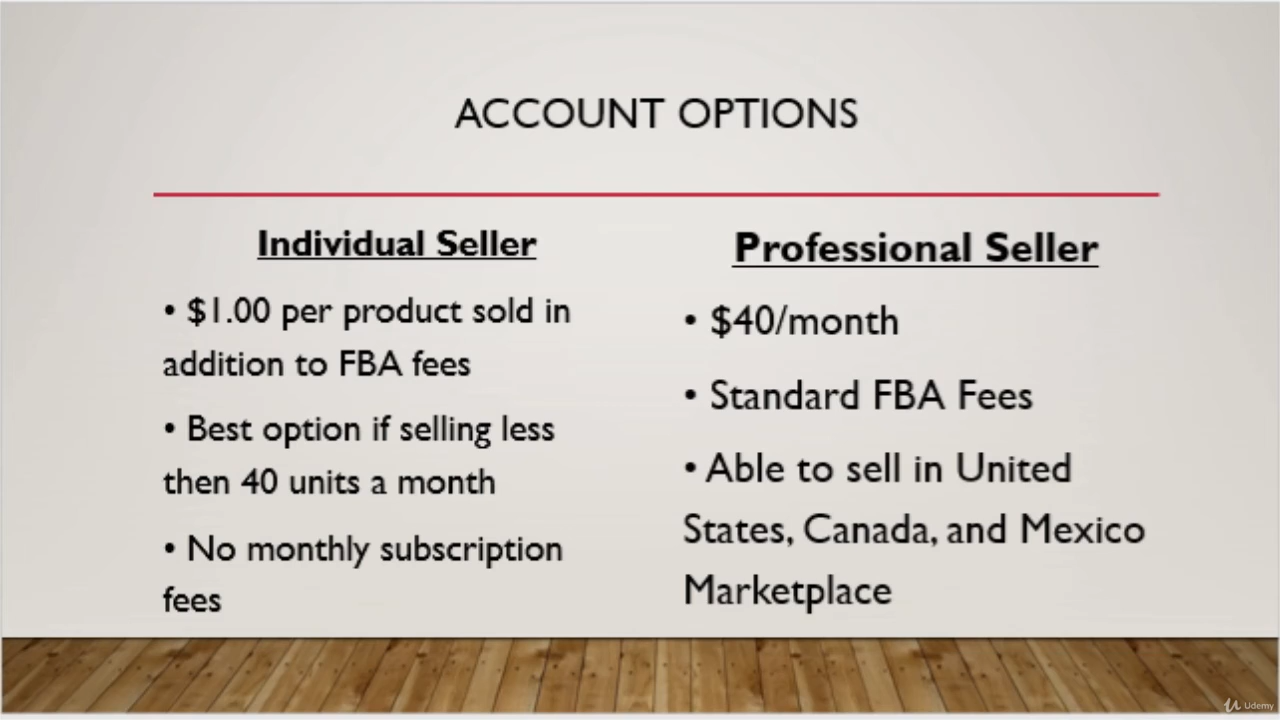 ACCOUNT OPTIONS
Individual Seller
• $1.00 per product sold in
addition to FBA fees
• Best option if selling less
then 40 units a month
• No monthly subscription
fees
Professional Seller
• $40/month
• Standard FBA Fees
• Able to sell in United
States, Canada, and Mexico
Marketplace
Udemy